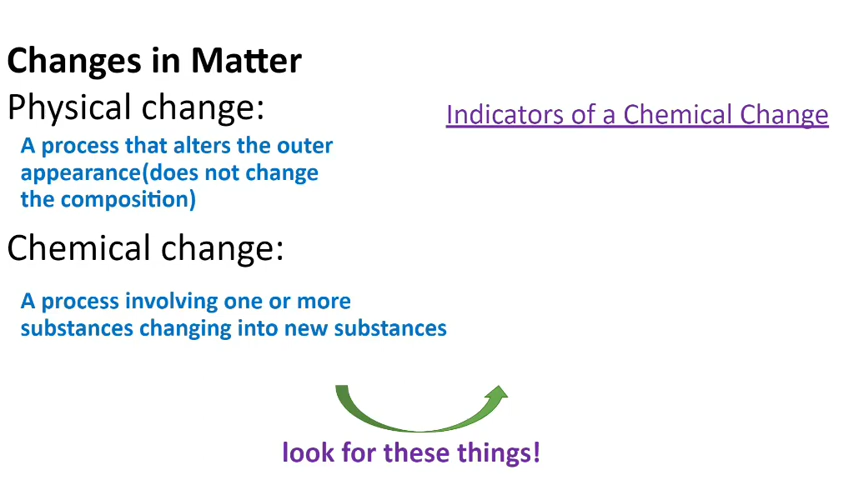 Changes in Matter
Physical change:
A process that alters the outer
appearance(does not change
the composition)
Chemical change:
A process involving one or more
substances changing into new substances
Indicators of a Chemical Change
look for these things!